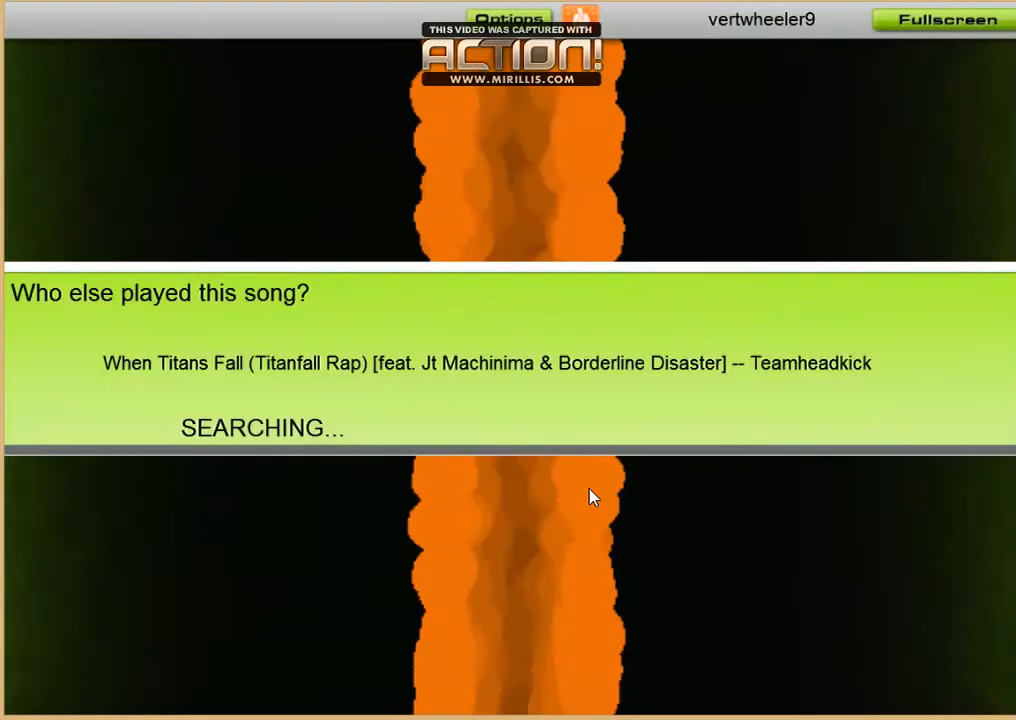 Options
vertwheeler9
Fullscreen
THIS VIDEO WAS CAPTURED WITH
ACTION!
WWW.MIRILLIS.COM
Who else played this song?
When Titans Fall (Titanfall Rap) [feat. Jt Machinima & Borderline Disaster] -- Teamheadkick
SEARCHING...